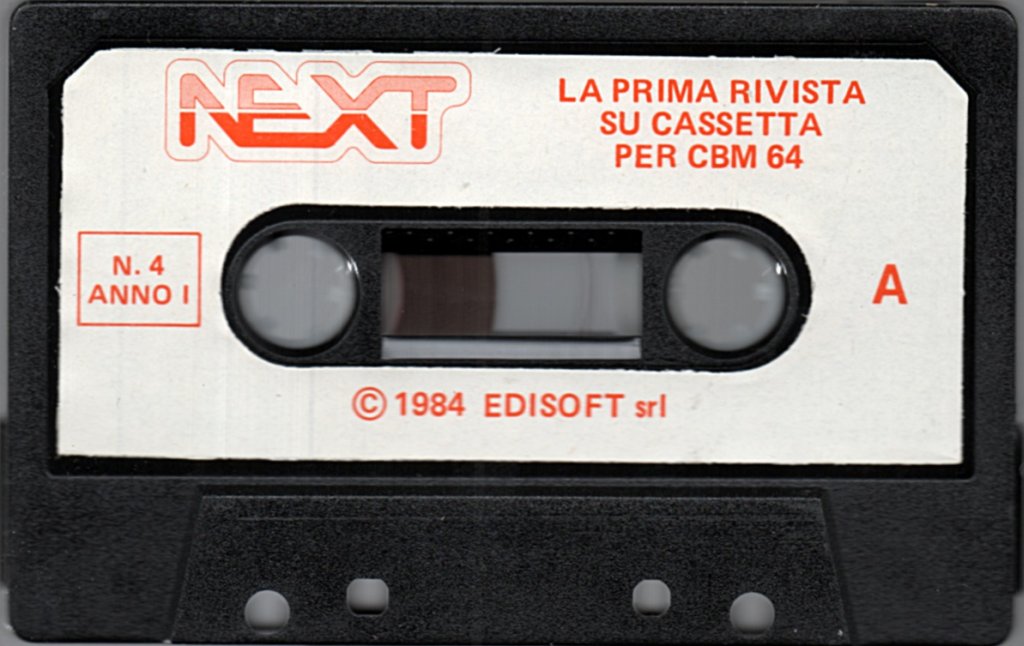 NEXT
LA PRIMA RIVISTA
SU CASSETTA
PER CBM 64
N. 4
ANNO I
A
© 1984 EDISOFT srl